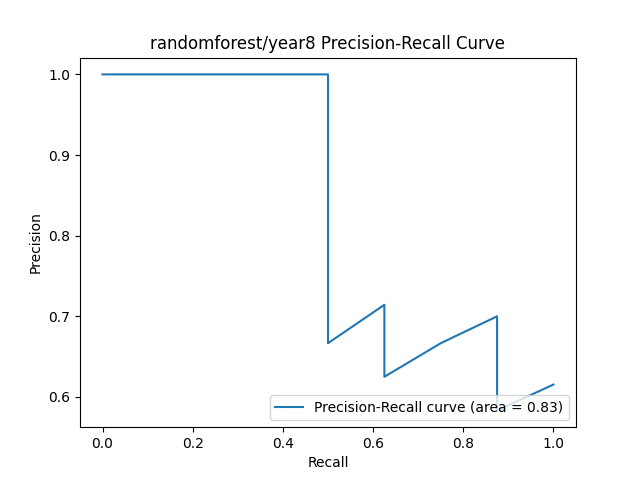 randomforest/year8 Precision-Recall Curve
1.0
0.9
0.8
0.7
0.6
Precision
Precision-Recall curve (area = 0.83)
0.0 0.2 0.4 0.6 0.8 1.0
Recall